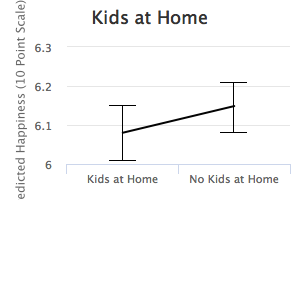 Kids at Home
edicted Happiness (10 Point Scale)
6.3
6.2
6.1
6
Kids at Home
No Kids at Home